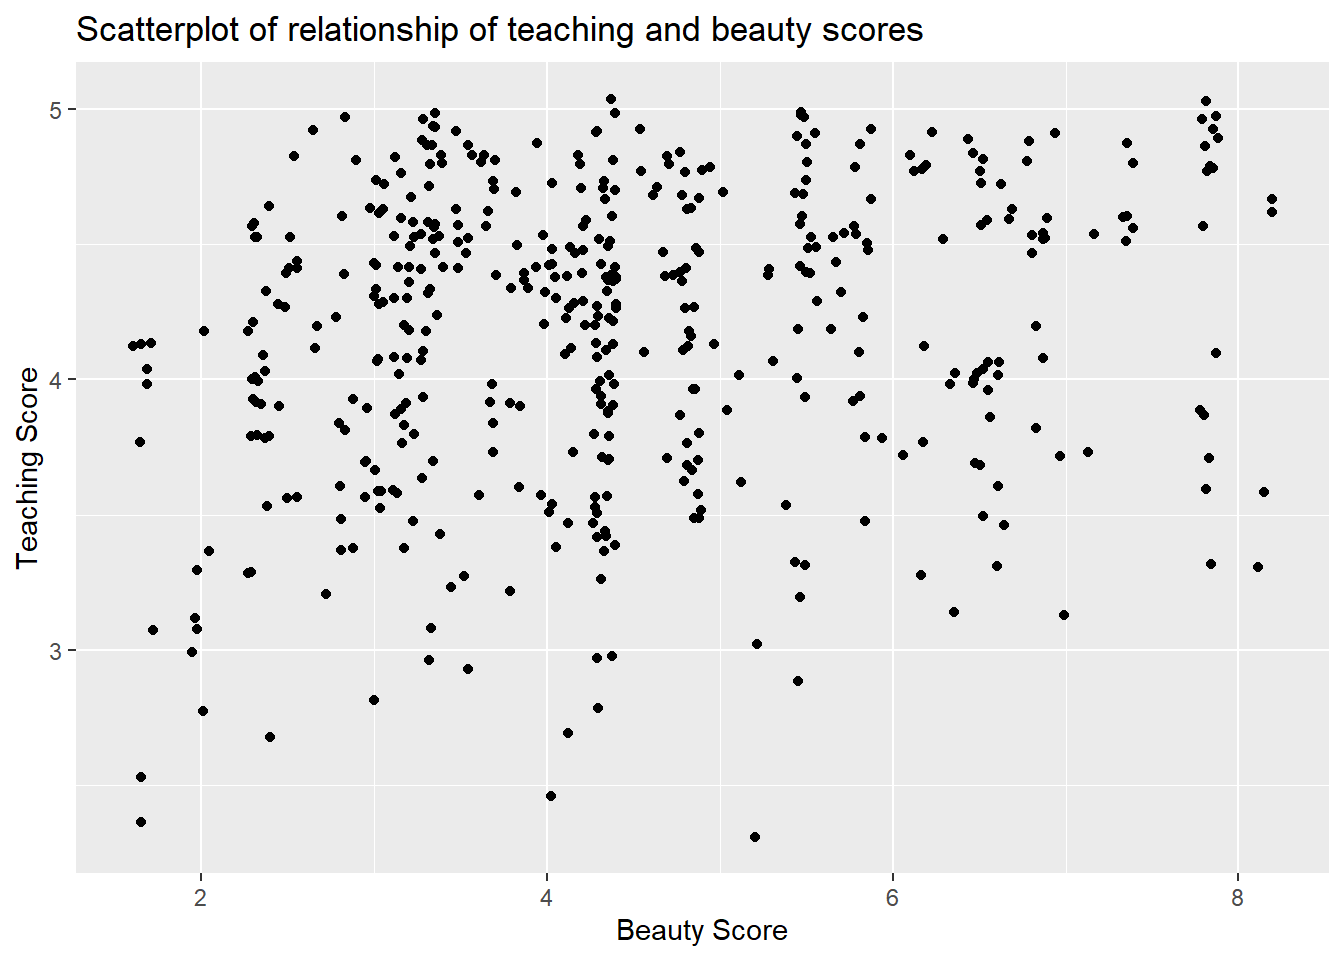 Scatterplot of relationship of teaching and beauty scores
5
4
3
Teaching Score
2 4 6 8
Beauty Score